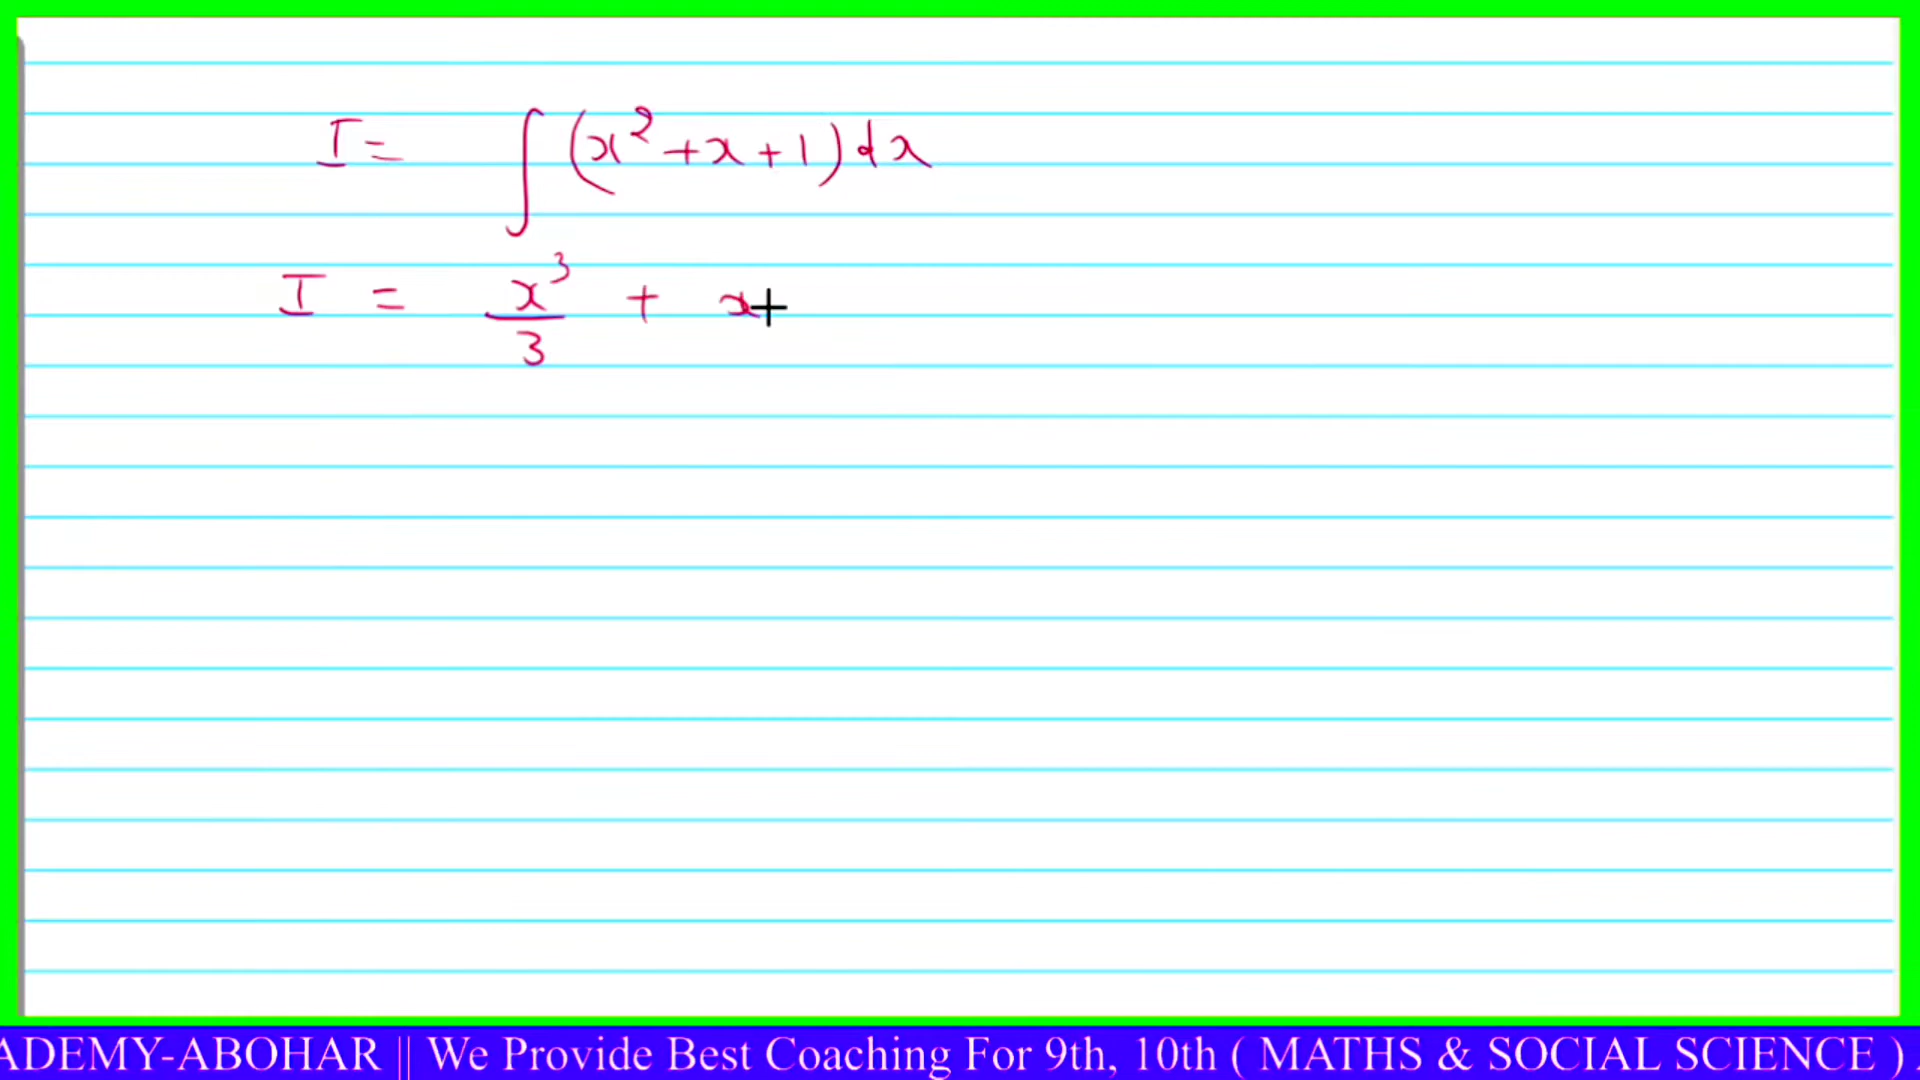 I = ∫ (x² + x + 1) dx
I = x³/3 + x
ADEMY-ABOHAR || We Provide Best Coaching For 9th, 10th ( MATHS & SOCIAL SCIENCE )